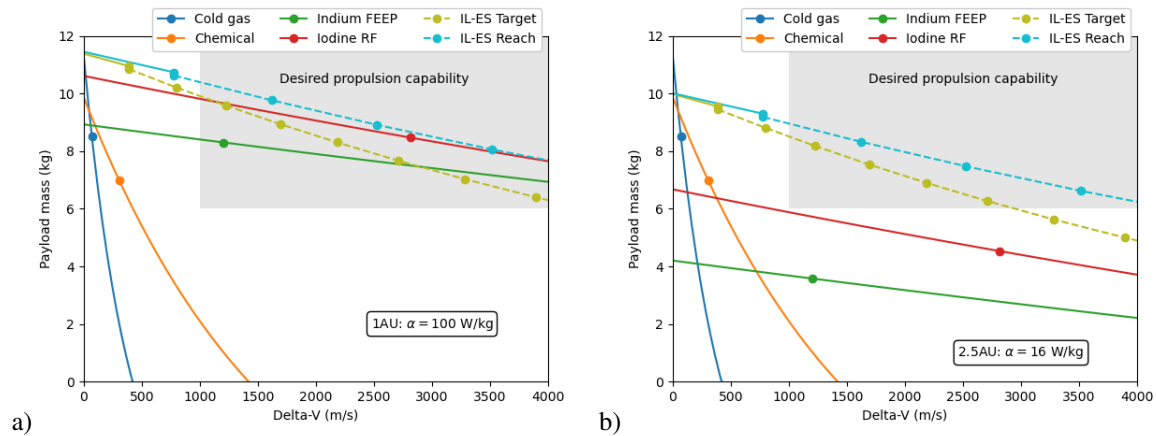 Cold gas Indium FEEP IL-ES Target
Chemical Iodine RF IL-ES Reach
12
10
8
6
4
2
0
Payload mass (kg)
Desired propulsion capability
1AU: α = 100 W/kg
0 500 1000 1500 2000 2500 3000 3500 4000
Delta-V (m/s)
a)
Cold gas Indium FEEP IL-ES Target
Chemical Iodine RF IL-ES Reach
12
10
8
6
4
2
0
Payload mass (kg)
Desired propulsion capability
2.5AU: α = 16 W/kg
0 500 1000 1500 2000 2500 3000 3500 4000
Delta-V (m/s)
b)